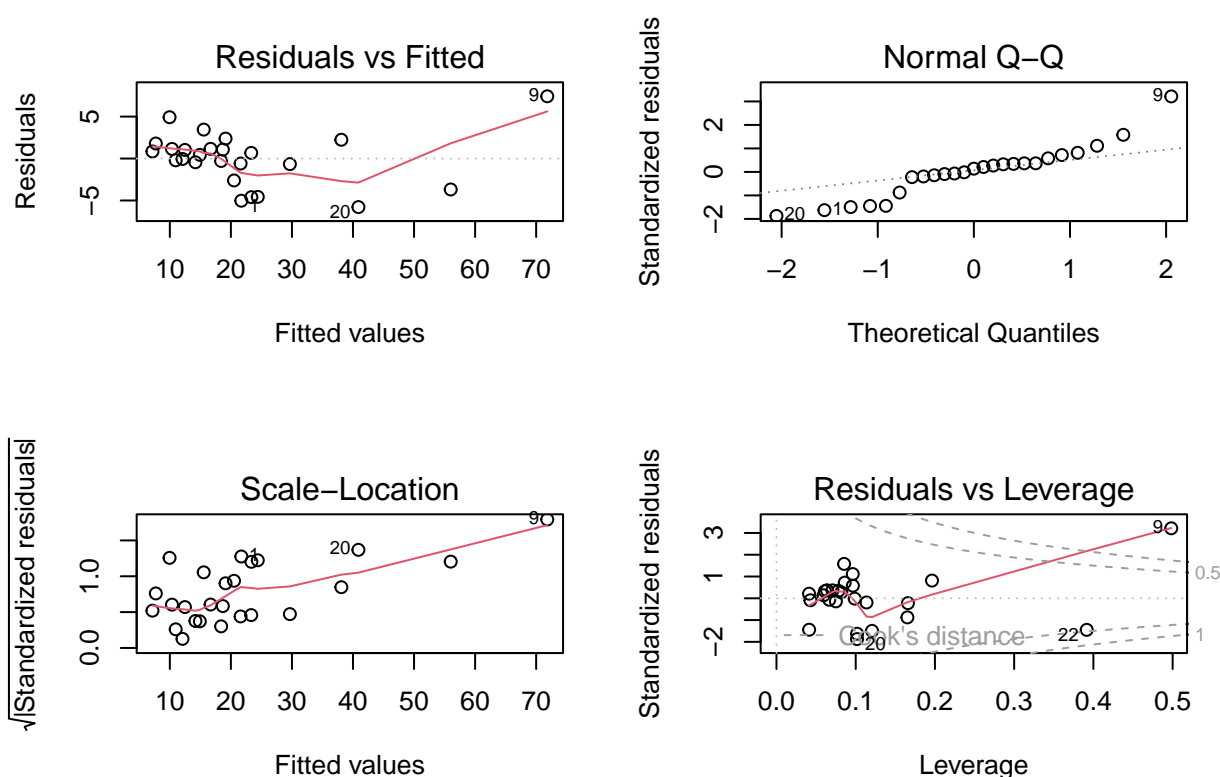 Residuals vs Fitted
Residuals
5
−5
9
1
20
10 20 30 40 50 60 70
Fitted values
Normal Q−Q
Standardized residuals
2
0
−2
9
20
1
−2 −1 0 1 2
Theoretical Quantiles
Scale−Location
√|Standardized residuals|
1.0
0.0
9
1
20
10 20 30 40 50 60 70
Fitted values
Residuals vs Leverage
Standardized residuals
3
1
−2
9
0.5
1
22
20
Cook's distance
0.0 0.1 0.2 0.3 0.4 0.5
Leverage